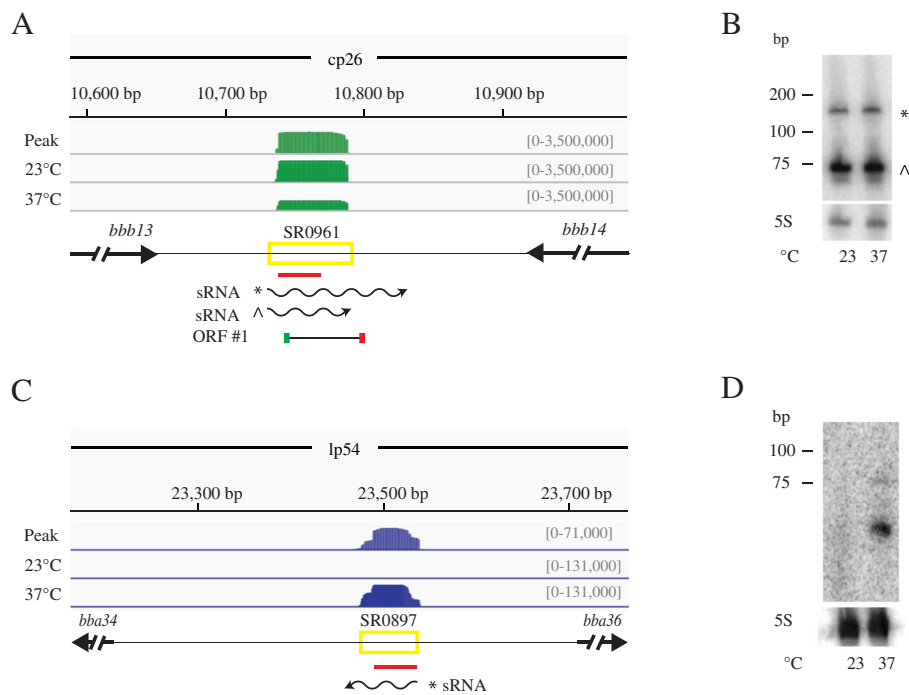 A
cp26
10,600 bp 10,700 bp 10,800 bp 10,900 bp
Peak [0-3,500,000]
23°C [0-3,500,000]
37°C [0-3,500,000]
bbb13 SR0961 bbb14
sRNA *
sRNA ^
ORF #1
B
bp
200
100
75
*
^
5S
°C 23 37
C
lp54
23,300 bp 23,500 bp 23,700 bp
Peak [0-71,000]
23°C [0-131,000]
37°C [0-131,000]
bba34 SR0897 bba36
* sRNA
D
bp
100
75
5S
°C 23 37